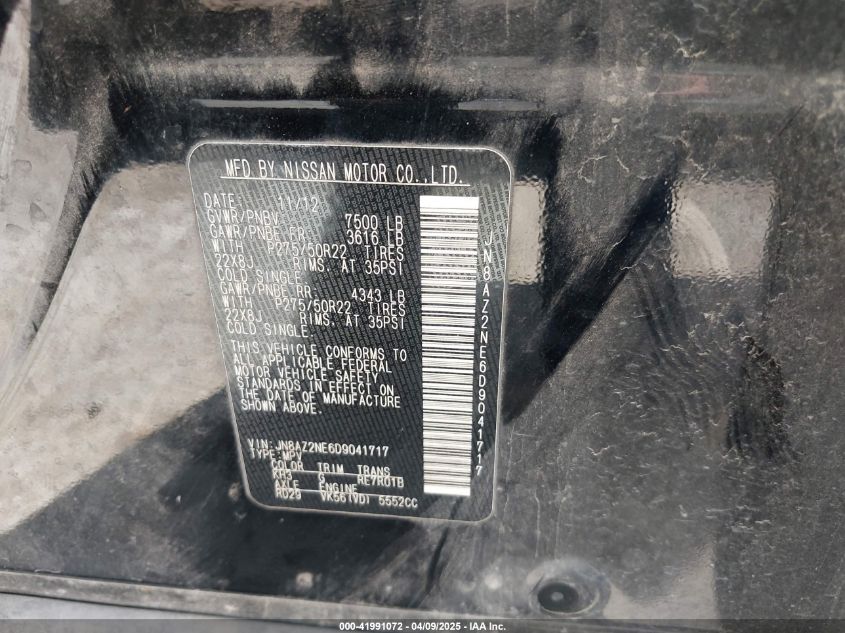 MFD BY NISSAN MOTOR CO.,LTD.
DATE: 11/12
GVWR/PNBV 7500 LB
GAWR/PNBE FR 3616 LB
WITH P275/50R22 TIRES
22X8J RIMS. AT 35PSI
COLD SINGLE
GAWR/PNBE RR 4343 LB
WITH P275/50R22 TIRES
22X8J RIMS. AT 35PSI
COLD SINGLE
THIS VEHICLE CONFORMS TO
ALL APPLICABLE FEDERAL
MOTOR VEHICLE SAFETY
STANDARDS IN EFFECT ON
THE DATE OF MANUFACTURE
SHOWN ABOVE.
VIN: JN8AZ2NE6D9041717
TYPE: MPV
COLOR TRIM TRANS
KH3 G RE7R01B
AXLE ENGINE
RD29 VK56(VD) 5552CC
JN8AZ2NE6D9041717
000-41991072 - 04/09/2025 - IAA Inc.